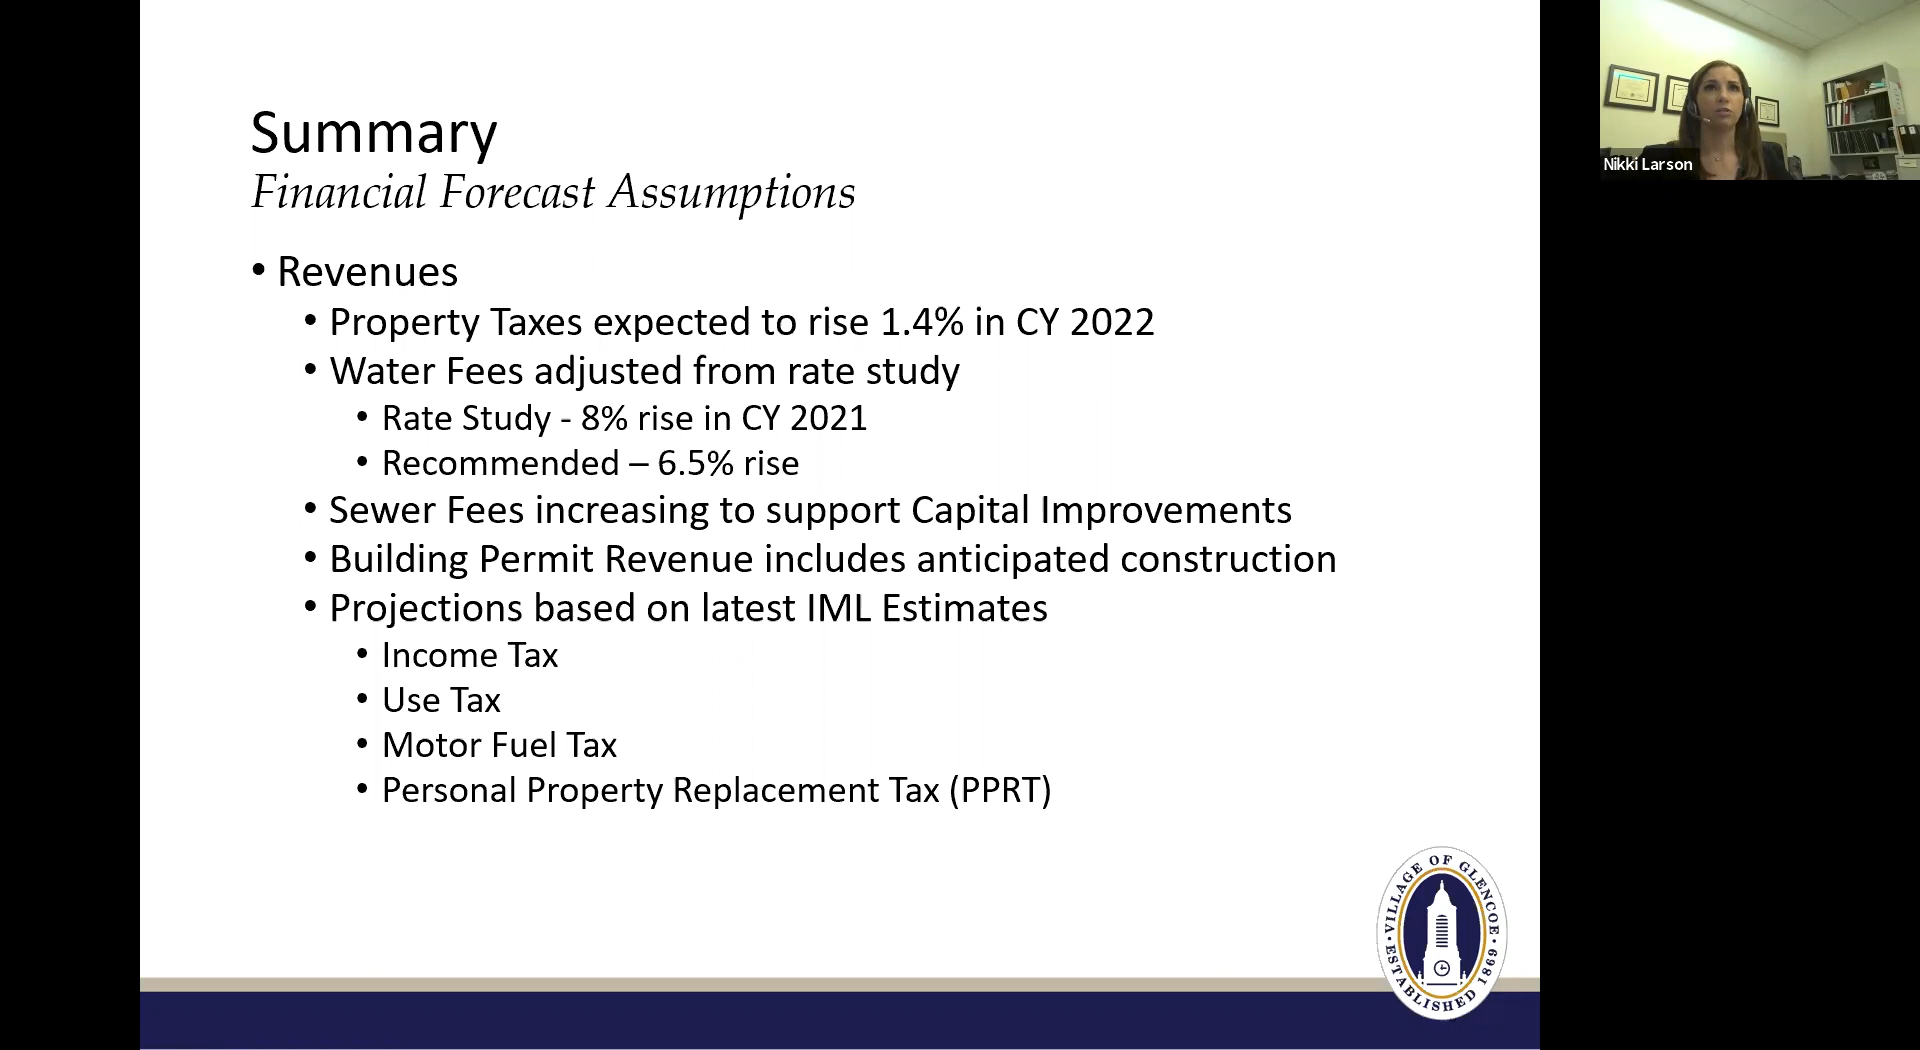 Summary
Financial Forecast Assumptions
• Revenues
• Property Taxes expected to rise 1.4% in CY 2022
• Water Fees adjusted from rate study
• Rate Study - 8% rise in CY 2021
• Recommended – 6.5% rise
• Sewer Fees increasing to support Capital Improvements
• Building Permit Revenue includes anticipated construction
• Projections based on latest IML Estimates
• Income Tax
• Use Tax
• Motor Fuel Tax
• Personal Property Replacement Tax (PPRT)
• VILLAGE OF GLENCOE •
ESTABLISHED 1869
Nikki Larson